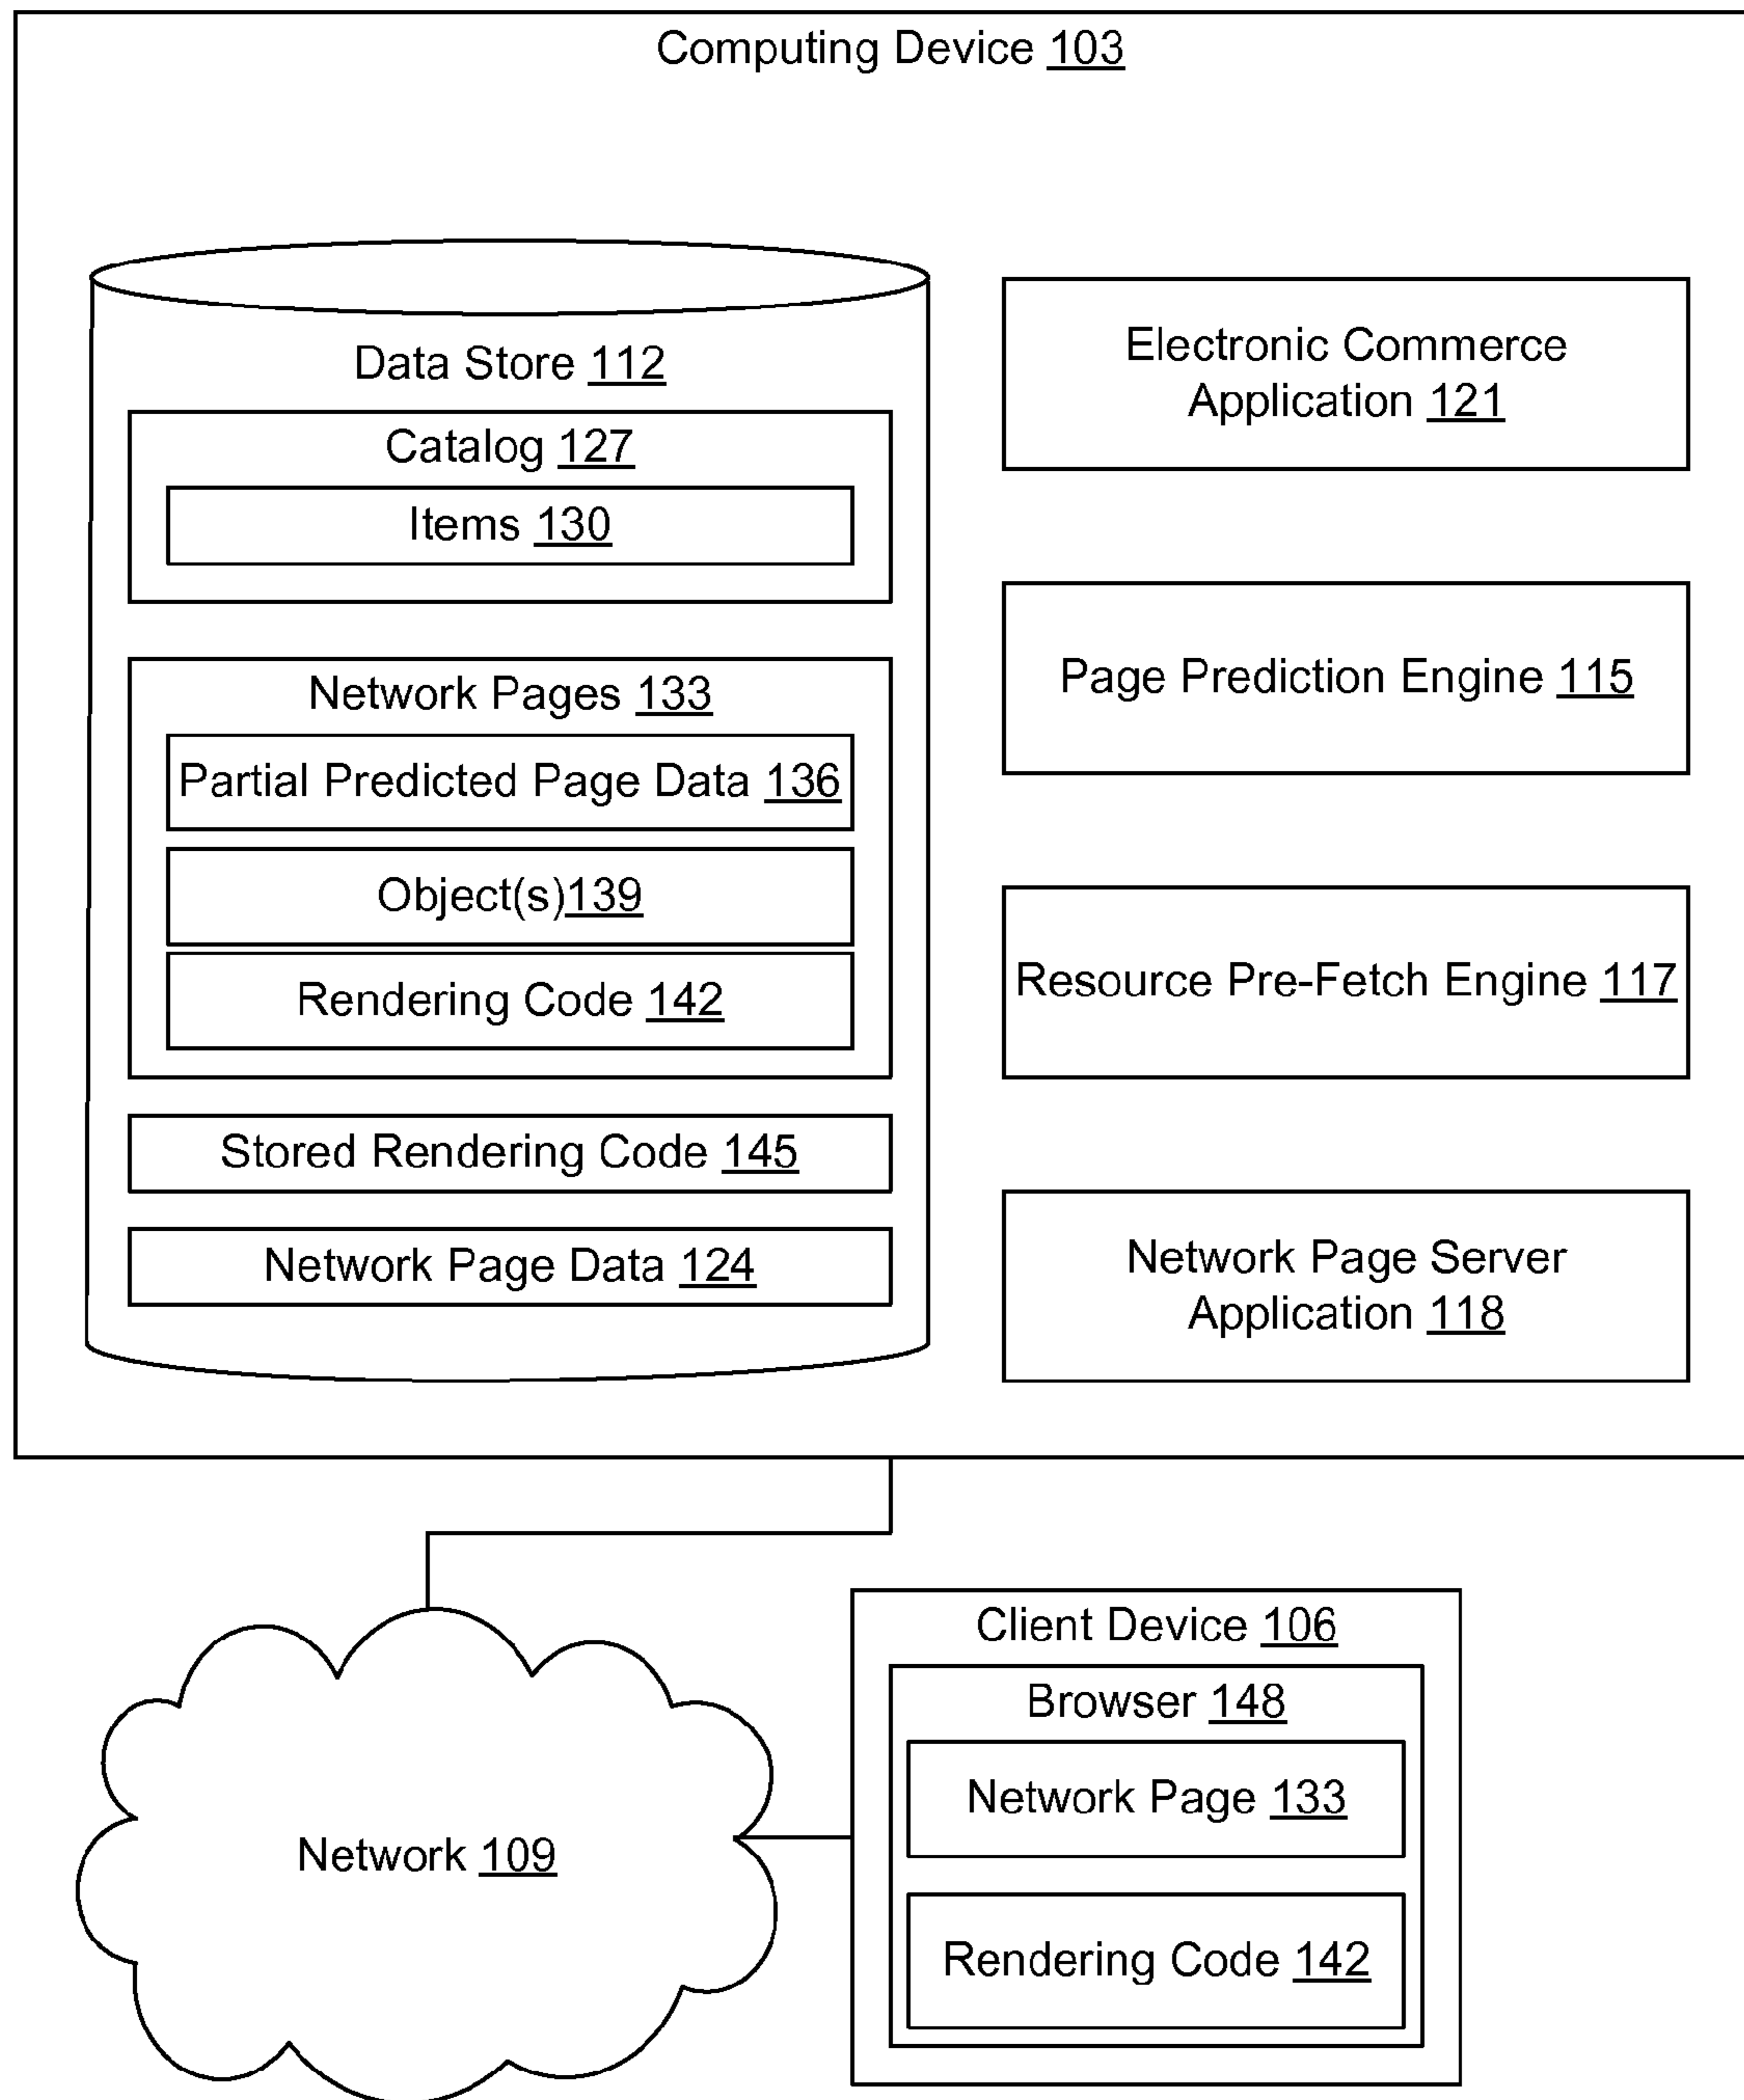 Computing Device 103
Data Store 112
Catalog 127
Items 130
Network Pages 133
Partial Predicted Page Data 136
Object(s)139
Rendering Code 142
Stored Rendering Code 145
Network Page Data 124
Electronic Commerce
Application 121
Page Prediction Engine 115
Resource Pre-Fetch Engine 117
Network Page Server
Application 118
Network 109
Client Device 106
Browser 148
Network Page 133
Rendering Code 142